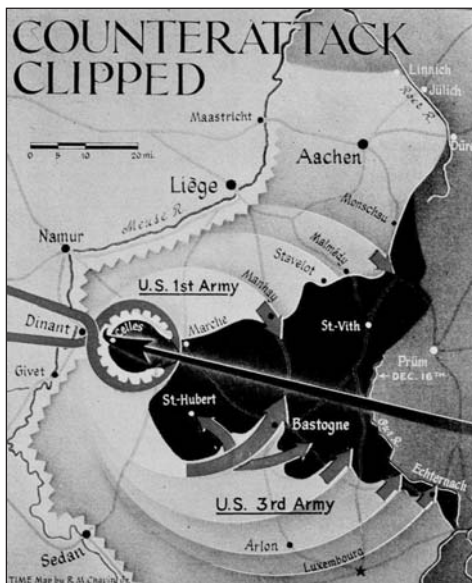 COUNTERATTACK
CLIPPED
Linnich
Jülich
Roer R.
Maastricht
0 5 10 20 mi.
Aachen
Liège
Meuse R.
Monschau
Namur
Malmédy
Stavelot
U.S. 1st Army
Manhay
Dinant
Celles
Marche
St-Vith
Prüm
Givet
DEC. 16TH
St-Hubert
Bastogne
Our R.
Echternach
U.S. 3rd Army
Arlon
Sedan
Luxembourg
TIME Map by R. M. Chapin, Jr.